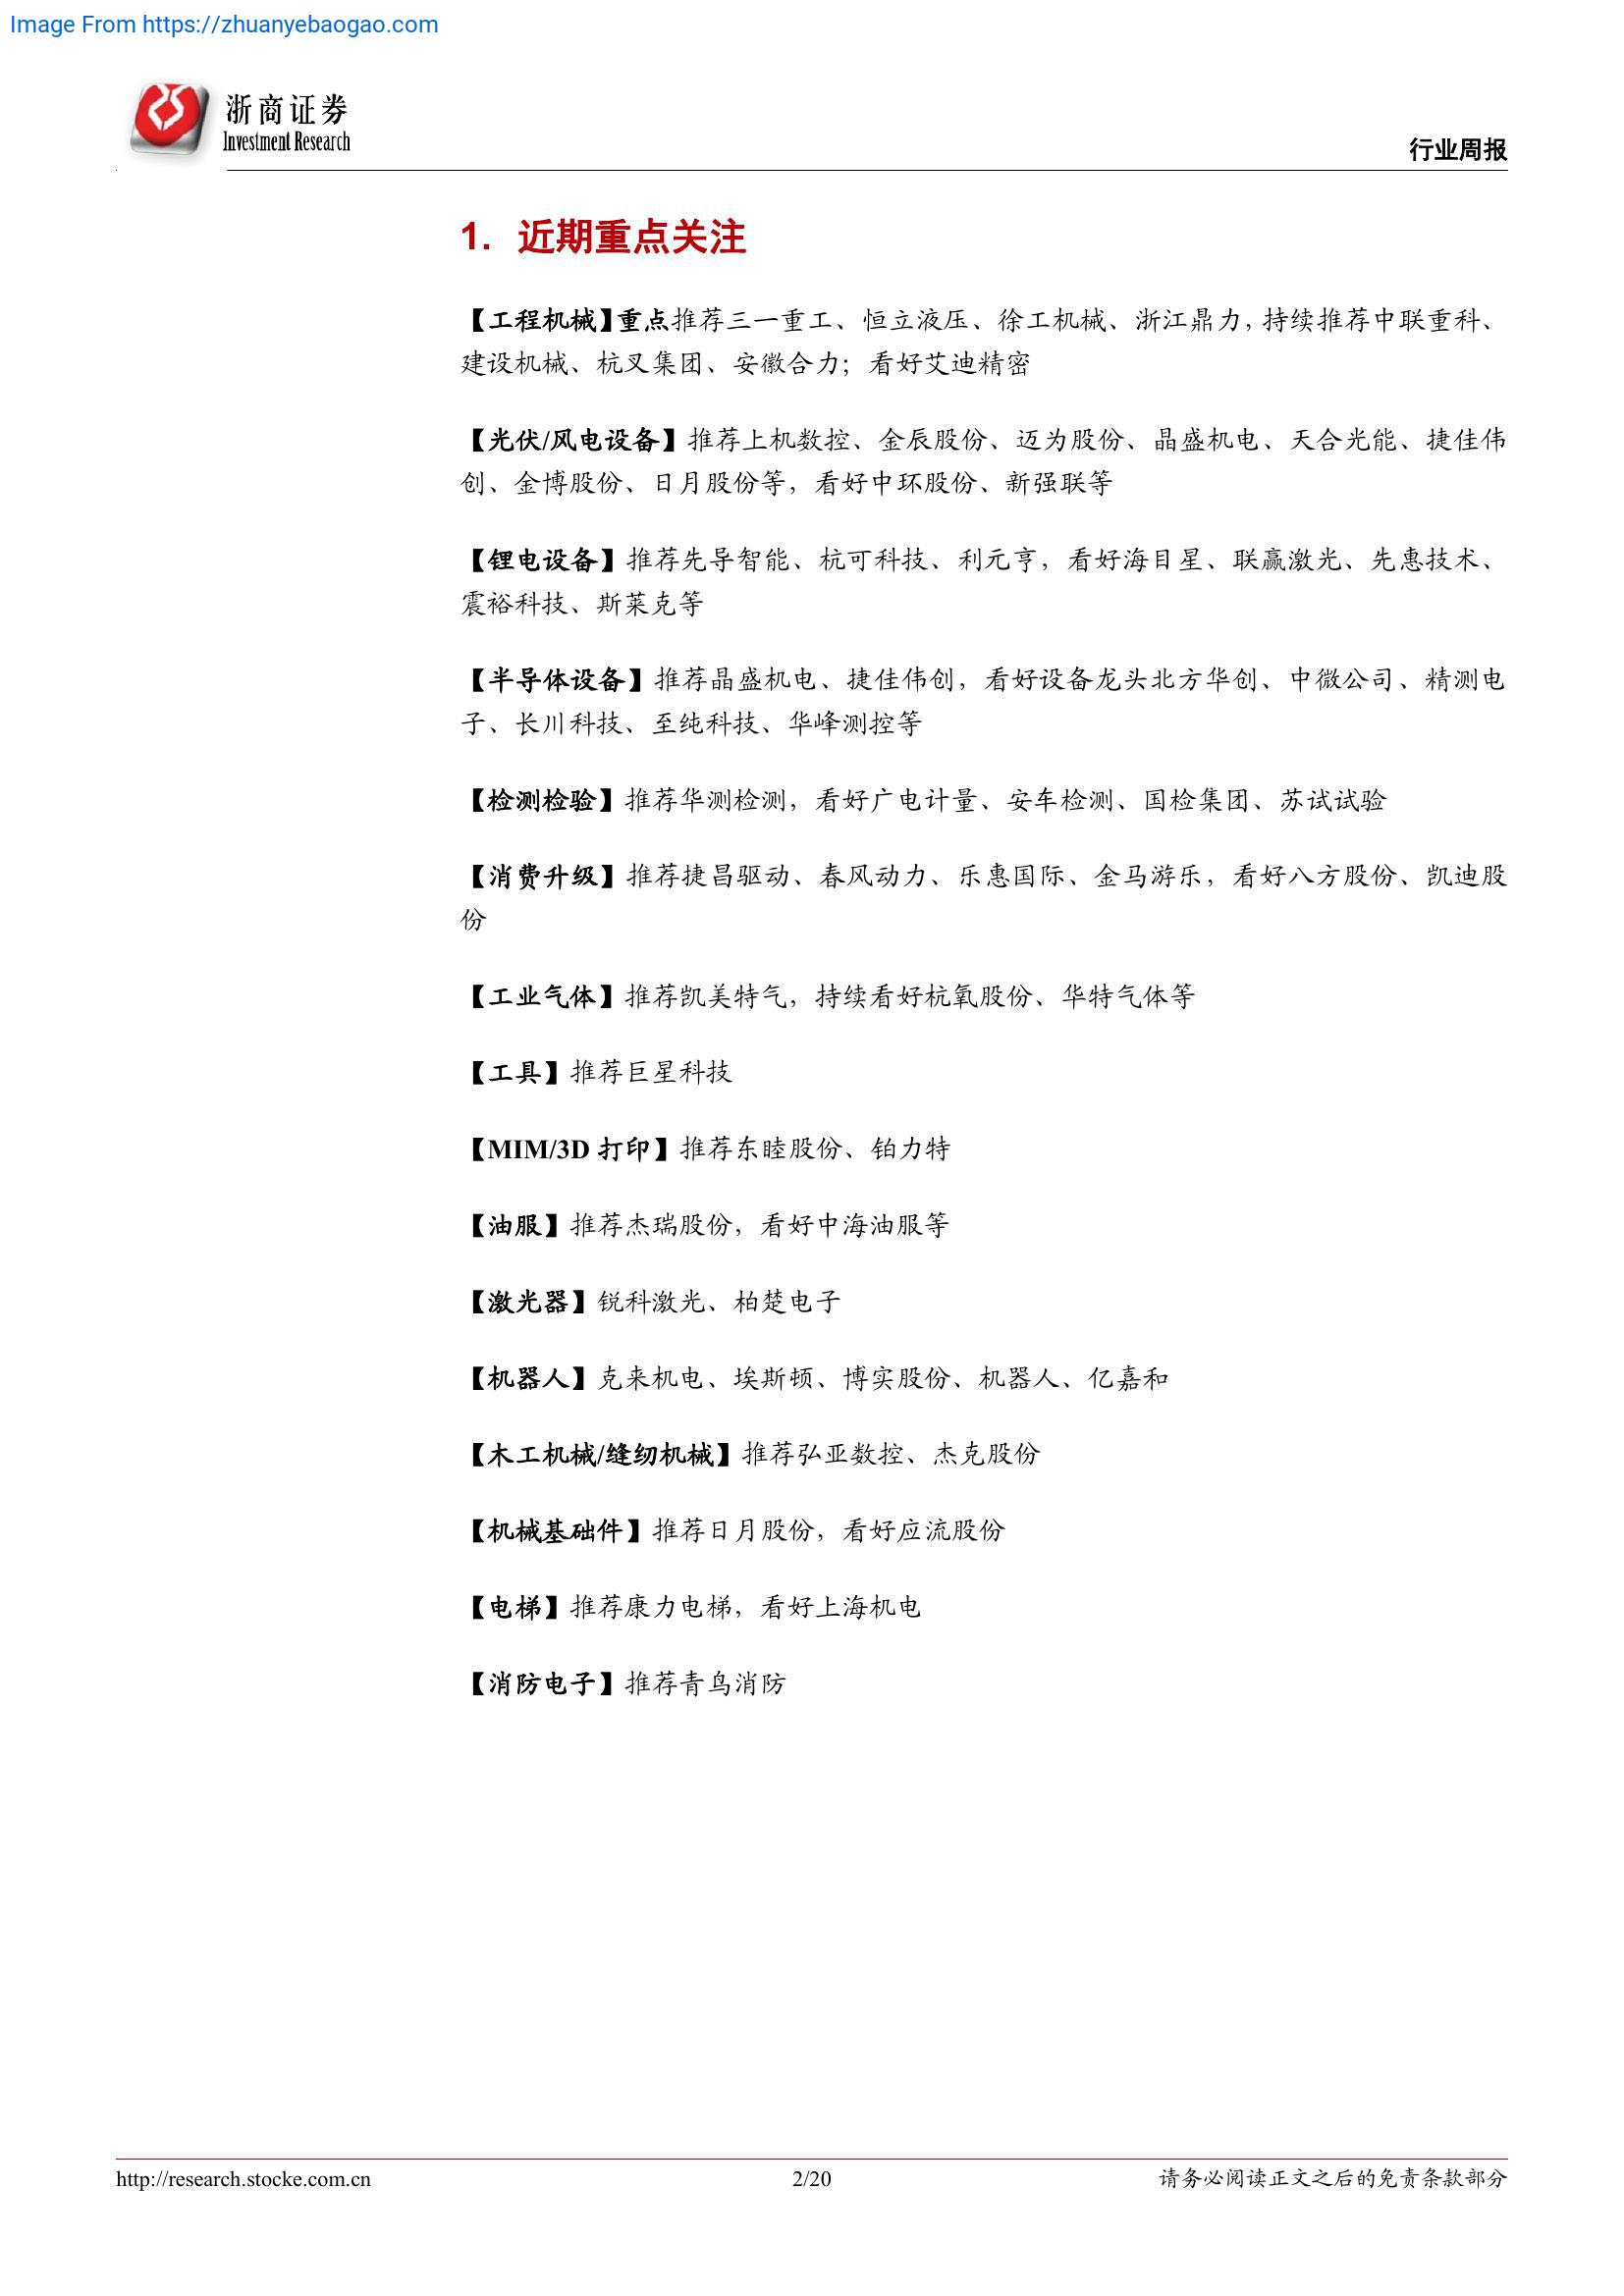 Image From https://zhuanyebaogao.com
浙商证券
Investment Research
行业周报
1. 近期重点关注
【工程机械】重点推荐三一重工、恒立液压、徐工机械、浙江鼎力，持续推荐中联重科、
建设机械、杭叉集团、安徽合力；看好艾迪精密
【光伏/风电设备】推荐上机数控、金辰股份、迈为股份、晶盛机电、天合光能、捷佳伟
创、金博股份、日月股份等，看好中环股份、新强联等
【锂电设备】推荐先导智能、杭可科技、利元亨，看好海目星、联赢激光、先惠技术、
震裕科技、斯莱克等
【半导体设备】推荐晶盛机电、捷佳伟创，看好设备龙头北方华创、中微公司、精测电
子、长川科技、至纯科技、华峰测控等
【检测检验】推荐华测检测，看好广电计量、安车检测、国检集团、苏试试验
【消费升级】推荐捷昌驱动、春风动力、乐惠国际、金马游乐，看好八方股份、凯迪股
份
【工业气体】推荐凯美特气，持续看好杭氧股份、华特气体等
【工具】推荐巨星科技
【MIM/3D 打印】推荐东睦股份、铂力特
【油服】推荐杰瑞股份，看好中海油服等
【激光器】锐科激光、柏楚电子
【机器人】克来机电、埃斯顿、博实股份、机器人、亿嘉和
【木工机械/缝纫机械】推荐弘亚数控、杰克股份
【机械基础件】推荐日月股份，看好应流股份
【电梯】推荐康力电梯，看好上海机电
【消防电子】推荐青鸟消防
http://research.stocke.com.cn
2/20
请务必阅读正文之后的免责条款部分